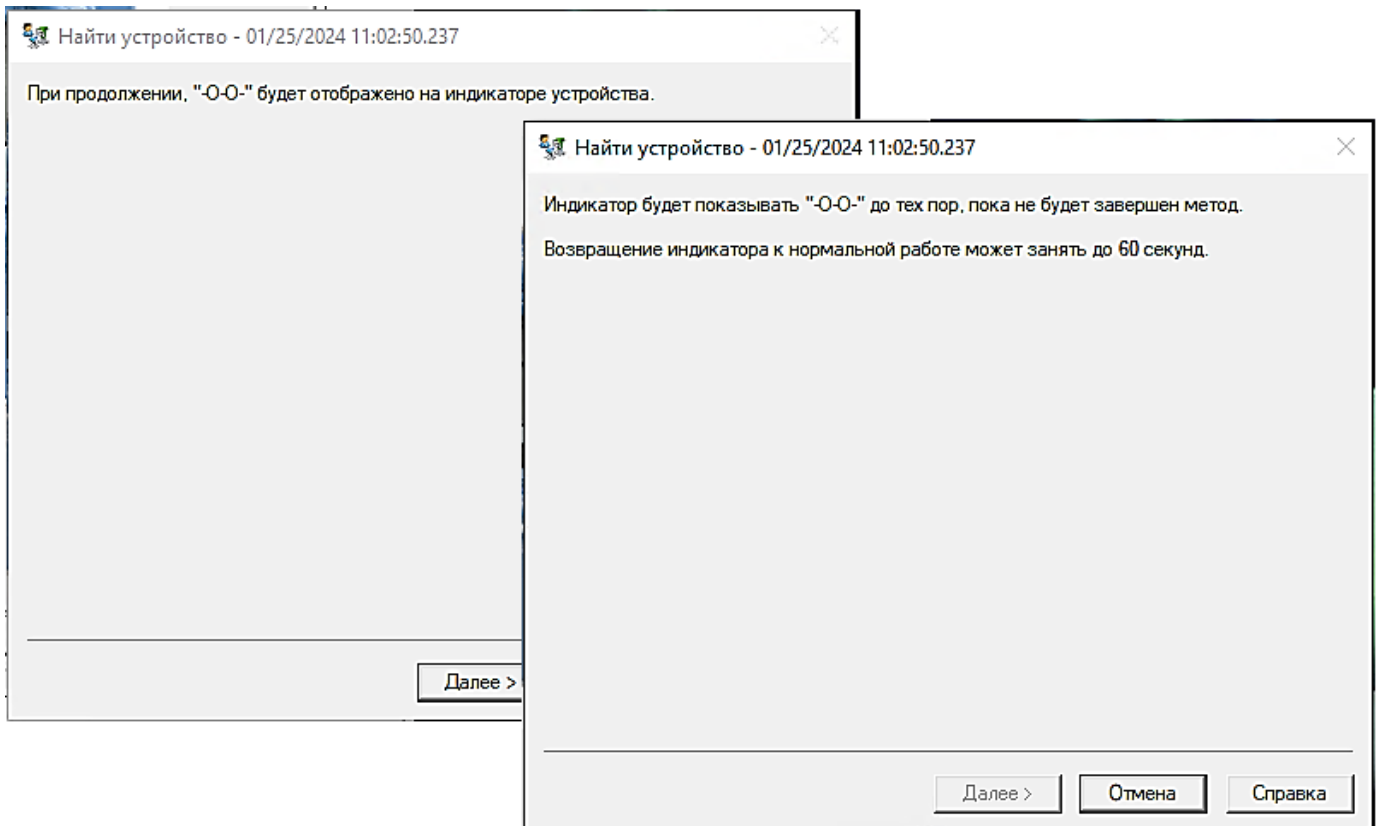 Найти устройство - 01/25/2024 11:02:50.237
При продолжении, "-О-О-" будет отображено на индикаторе устройства.
Далее >
Найти устройство - 01/25/2024 11:02:50.237
Индикатор будет показывать "-О-О-" до тех пор, пока не будет завершен метод.
Возвращение индикатора к нормальной работе может занять до 60 секунд.
Далее > Отмена Справка